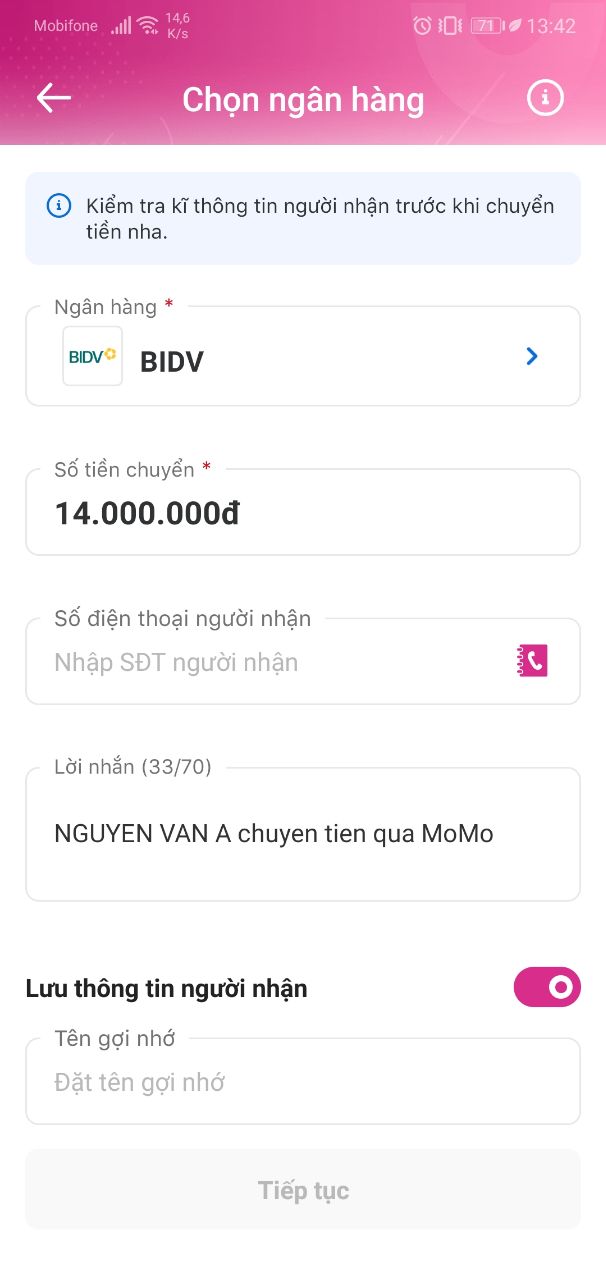 Mobifone 14,6 K/s 71 13:42
Chọn ngân hàng
Kiểm tra kĩ thông tin người nhận trước khi chuyển
tiền nha.
Ngân hàng *
BIDV BIDV
Số tiền chuyển *
14.000.000đ
Số điện thoại người nhận
Nhập SĐT người nhận
Lời nhắn (33/70)
NGUYEN VAN A chuyen tien qua MoMo
Lưu thông tin người nhận
Tên gợi nhớ
Đặt tên gợi nhớ
Tiếp tục